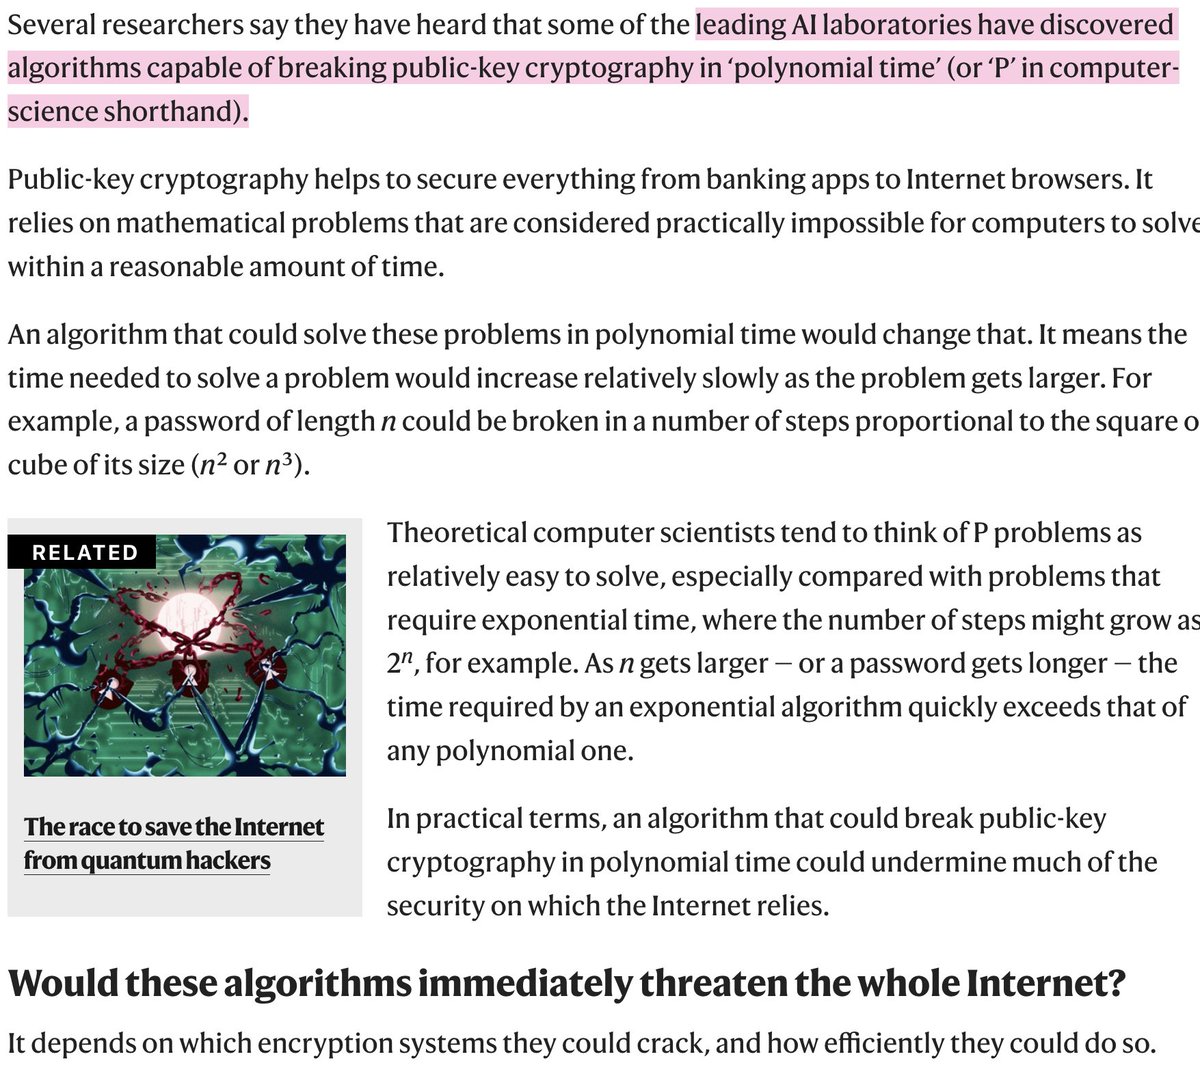 Several researchers say they have heard that some of the leading AI laboratories have discovered
algorithms capable of breaking public-key cryptography in ‘polynomial time’ (or ‘P’ in computer-
science shorthand).
Public-key cryptography helps to secure everything from banking apps to Internet browsers. It
relies on mathematical problems that are considered practically impossible for computers to solve
within a reasonable amount of time.
An algorithm that could solve these problems in polynomial time would change that. It means the
time needed to solve a problem would increase relatively slowly as the problem gets larger. For
example, a password of length n could be broken in a number of steps proportional to the square o
cube of its size (n² or n³).
RELATED
The race to save the Internet
from quantum hackers
Theoretical computer scientists tend to think of P problems as
relatively easy to solve, especially compared with problems that
require exponential time, where the number of steps might grow as
2ⁿ, for example. As n gets larger — or a password gets longer — the
time required by an exponential algorithm quickly exceeds that of
any polynomial one.
In practical terms, an algorithm that could break public-key
cryptography in polynomial time could undermine much of the
security on which the Internet relies.
Would these algorithms immediately threaten the whole Internet?
It depends on which encryption systems they could crack, and how efficiently they could do so.